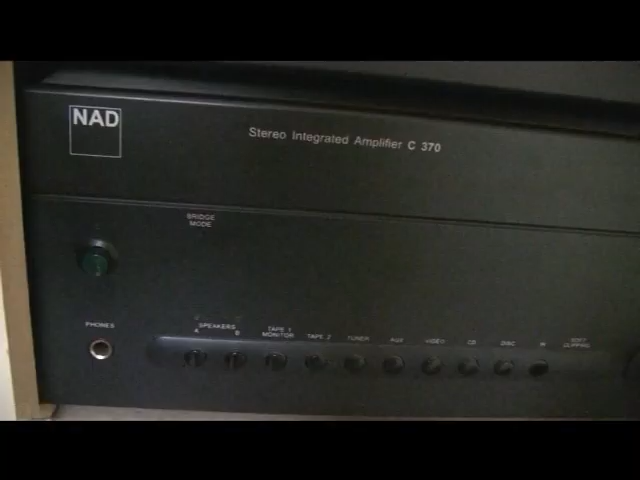 NAD
Stereo Integrated Amplifier C 370
BRIDGE
MODE
PHONES
SPEAKERS
A B
TAPE 1
MONITOR
TAPE 2
TUNER
AUX
VIDEO
CD
DISC
IR
SOFT
CLIPPING